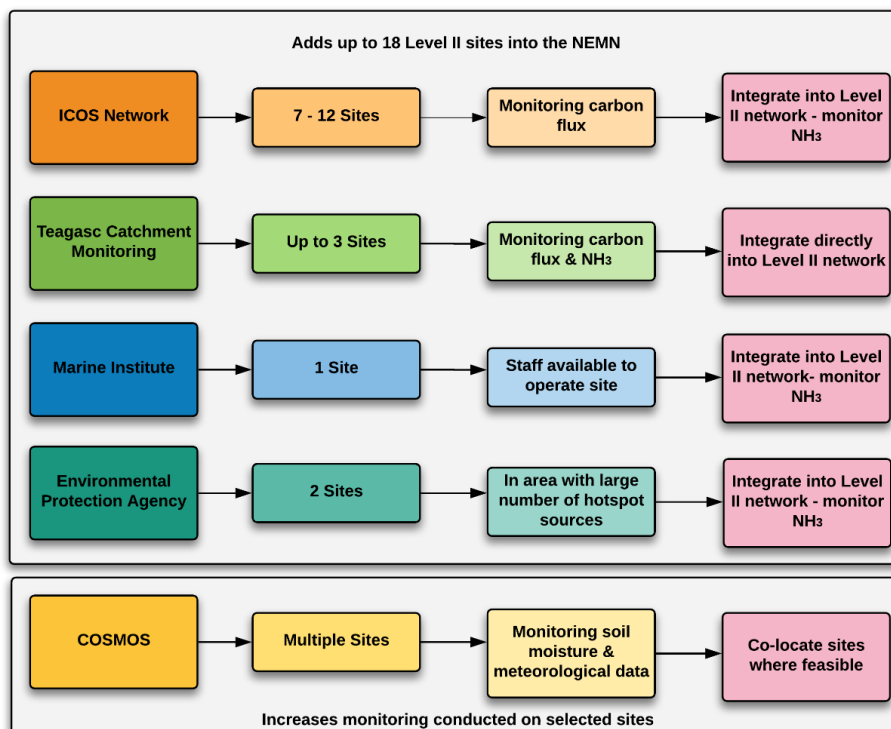 Adds up to 18 Level II sites into the NEMN
ICOS Network
7 - 12 Sites
Monitoring carbon
flux
Integrate into Level
II network - monitor
NH₃
Teagasc Catchment
Monitoring
Up to 3 Sites
Monitoring carbon
flux & NH₃
Integrate directly
into Level II network
Marine Institute
1 Site
Staff available to
operate site
Integrate into Level
II network- monitor
NH₃
Environmental
Protection Agency
2 Sites
In area with large
number of hotspot
sources
Integrate into Level
II network - monitor
NH₃
COSMOS
Multiple Sites
Monitoring soil
moisture &
meteorological data
Co-locate sites
where feasible
Increases monitoring conducted on selected sites